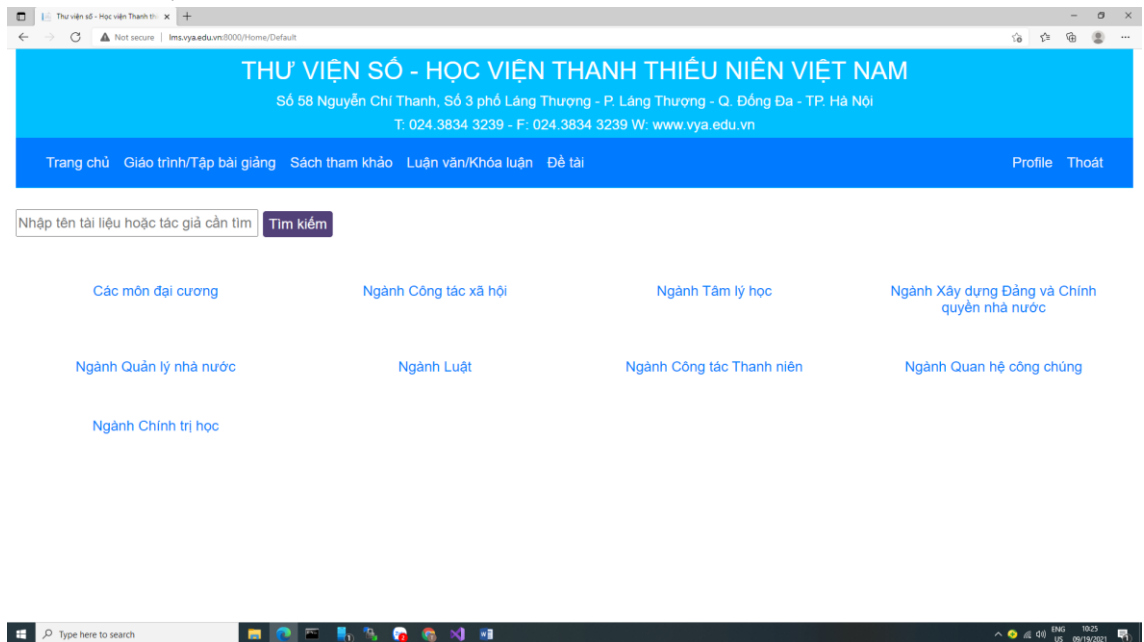 Thư viện số - Học viện Thanh thi
Not secure | lms.vya.edu.vn:8000/Home/Default
THƯ VIỆN SỐ - HỌC VIỆN THANH THIẾU NIÊN VIỆT NAM
Số 58 Nguyễn Chí Thanh, Số 3 phố Láng Thượng - P. Láng Thượng - Q. Đống Đa - TP. Hà Nội
T: 024.3834 3239 - F: 024.3834 3239 W: www.vya.edu.vn
Trang chủ Giáo trình/Tập bài giảng Sách tham khảo Luận văn/Khóa luận Đề tài Profile Thoát
Nhập tên tài liệu hoặc tác giả cần tìm Tìm kiếm
Các môn đại cương Ngành Công tác xã hội Ngành Tâm lý học Ngành Xây dựng Đảng và Chính
quyền nhà nước
Ngành Quản lý nhà nước Ngành Luật Ngành Công tác Thanh niên Ngành Quan hệ công chúng
Ngành Chính trị học
Type here to search ENG 10:25
US 09/19/2021